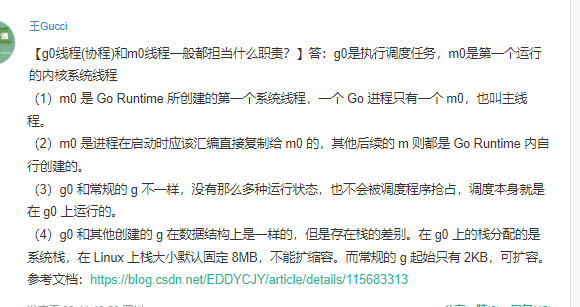 王Gucci
【g0线程(协程)和m0线程一般都担当什么职责？】答：g0是执行调度任务，m0是第一个运行
的内核系统线程
（1）m0 是 Go Runtime 所创建的第一个系统线程，一个 Go 进程只有一个 m0，也叫主线
程。
（2）m0 是进程在启动时应该汇编直接复制给 m0 的，其他后续的 m 则都是 Go Runtime 内自
行创建的。
（3）g0 和常规的 g 不一样，没有那么多种运行状态，也不会被调度程序抢占，调度本身就是
在 g0 上运行的。
（4）g0 和其他创建的 g 在数据结构上是一样的，但是存在栈的差别。在 g0 上的栈分配的是
系统栈，在 Linux 上栈大小默认固定 8MB，不能扩缩容。而常规的 g 起始只有 2KB，可扩容。
参考文档：https://blog.csdn.net/EDDYCJY/article/details/115683313